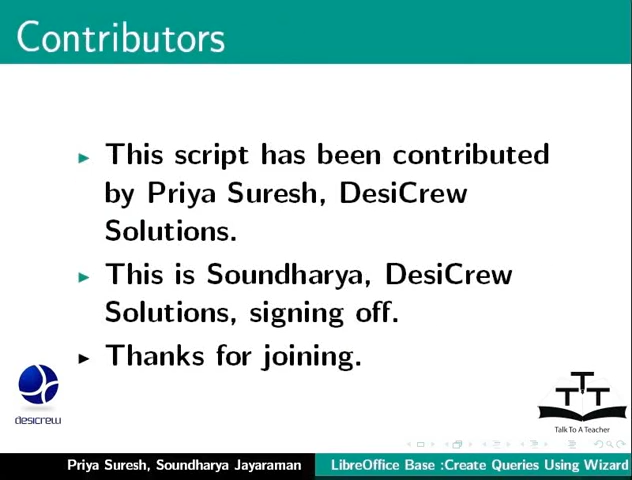 Contributors
This script has been contributed
by Priya Suresh, DesiCrew
Solutions.
This is Soundharya, DesiCrew
Solutions, signing off.
Thanks for joining.
desicrew
T
T T
Talk To A Teacher
Priya Suresh, Soundharya Jayaraman
LibreOffice Base :Create Queries Using Wizard